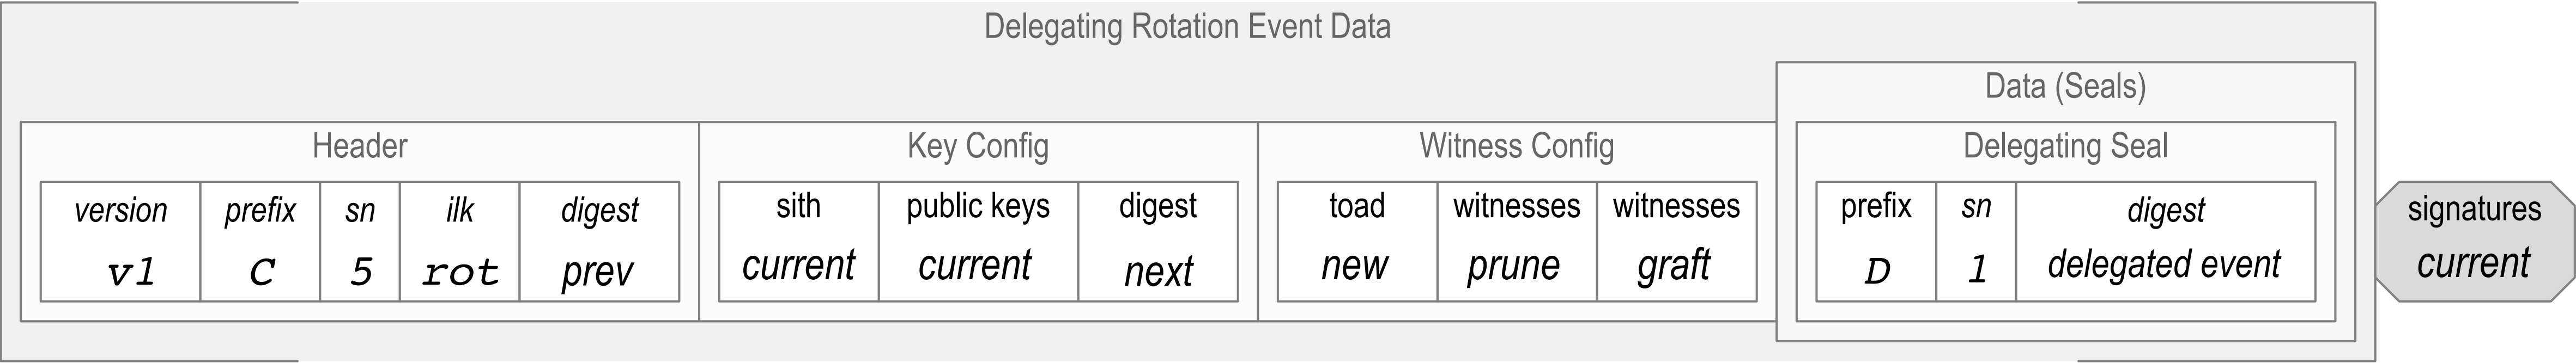 Delegating Rotation Event Data
Data (Seals)
Header Key Config Witness Config Delegating Seal
version prefix sn ilk digest sith public keys digest toad witnesses witnesses prefix sn digest signatures
v1 C 5 rot prev current current next new prune graft D 1 delegated event current